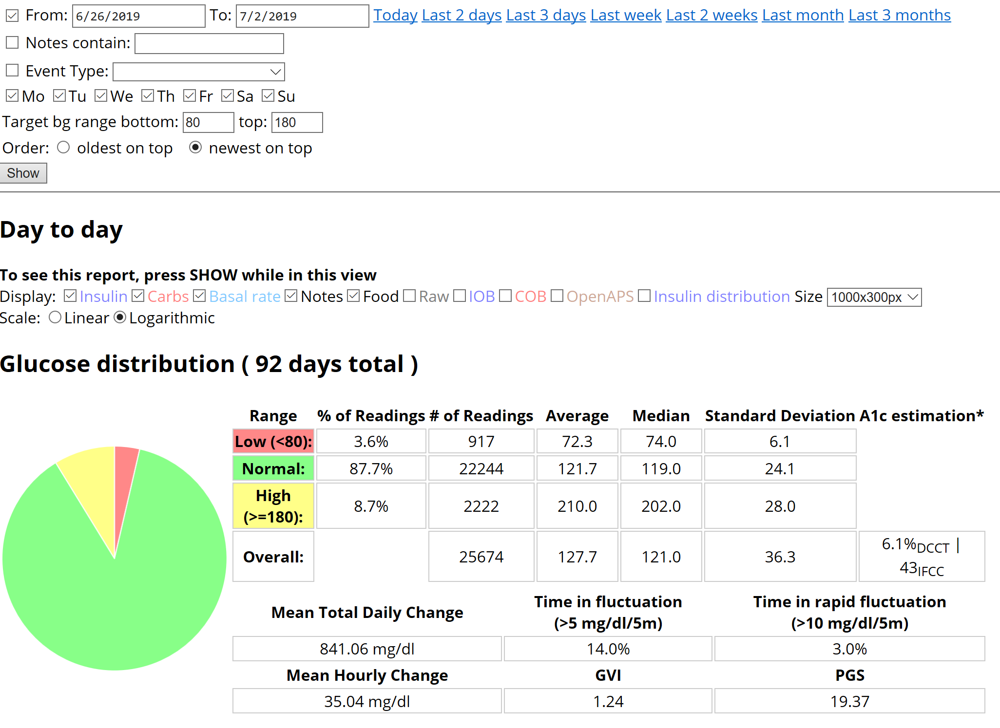 From: 6/26/2019 To: 7/2/2019 Today Last 2 days Last 3 days Last week Last 2 weeks Last month Last 3 months
Notes contain:
Event Type:
Mo Tu We Th Fr Sa Su
Target bg range bottom: 80 top: 180
Order: oldest on top newest on top
Show
Day to day
To see this report, press SHOW while in this view
Display: Insulin Carbs Basal rate Notes Food Raw IOB COB OpenAPS Insulin distribution Size 1000x300px
Scale: Linear Logarithmic
Glucose distribution ( 92 days total )
Range % of Readings # of Readings Average Median Standard Deviation A1c estimation*
Low (<80): 3.6% 917 72.3 74.0 6.1
Normal: 87.7% 22244 121.7 119.0 24.1
High
(>=180): 8.7% 2222 210.0 202.0 28.0
Overall: 25674 127.7 121.0 36.3 6.1%DCCT |
43IFCC
Mean Total Daily Change Time in fluctuation
(>5 mg/dl/5m) Time in rapid fluctuation
(>10 mg/dl/5m)
841.06 mg/dl 14.0% 3.0%
Mean Hourly Change GVI PGS
35.04 mg/dl 1.24 19.37